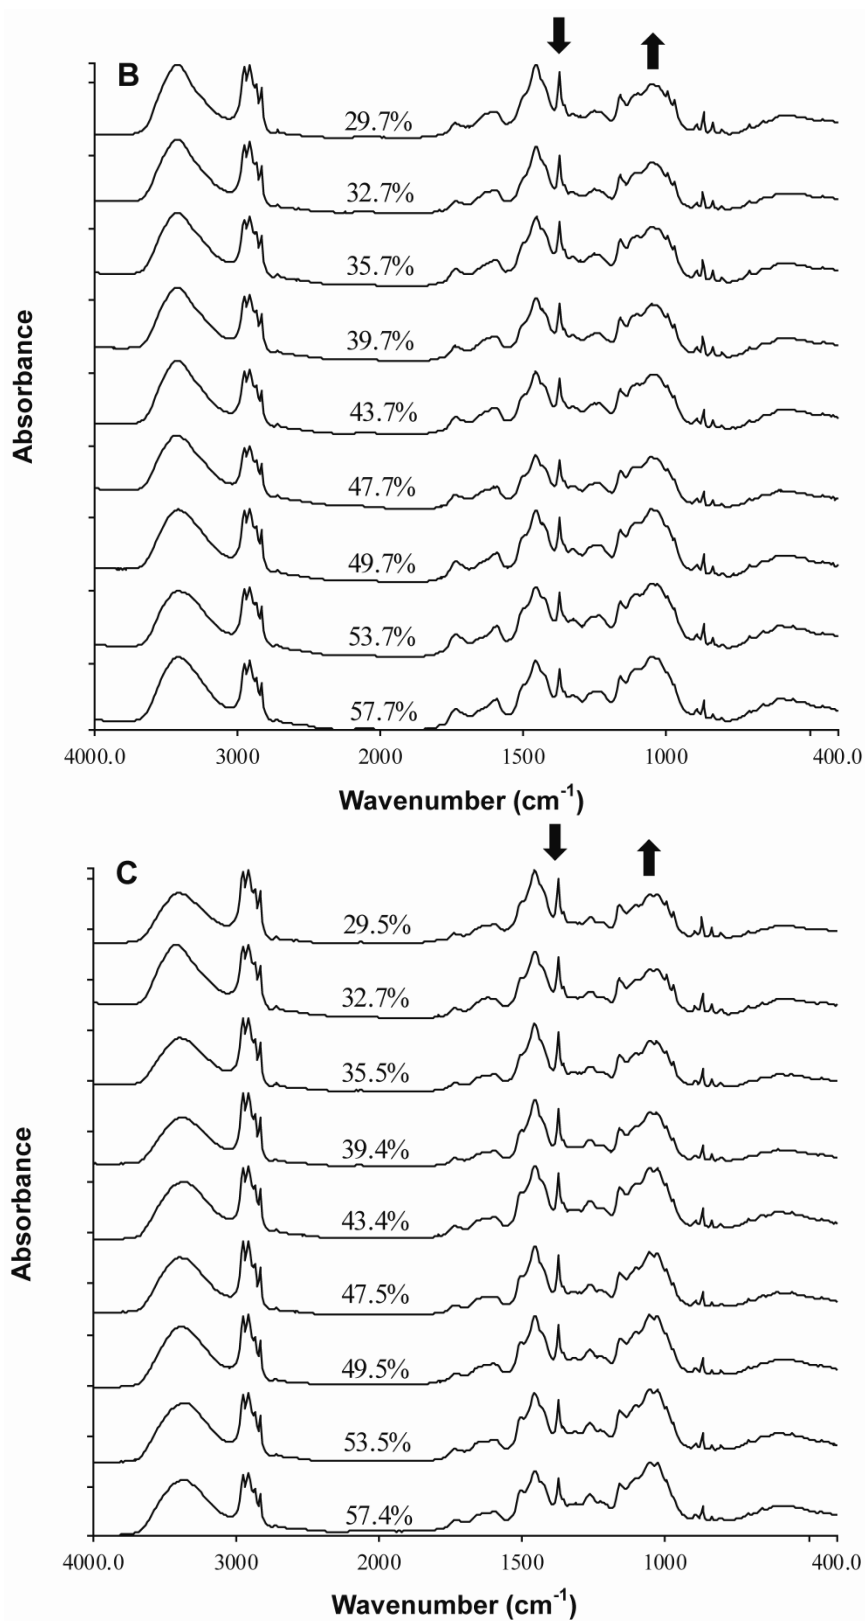 B
29.7%
32.7%
35.7%
39.7%
43.7%
47.7%
49.7%
53.7%
57.7%
Absorbance
4000.0 3000 2000 1500 1000 400.0
Wavenumber (cm-1)
C
29.5%
32.7%
35.5%
39.4%
43.4%
47.5%
49.5%
53.5%
57.4%
Absorbance
4000.0 3000 2000 1500 1000 400.0
Wavenumber (cm-1)